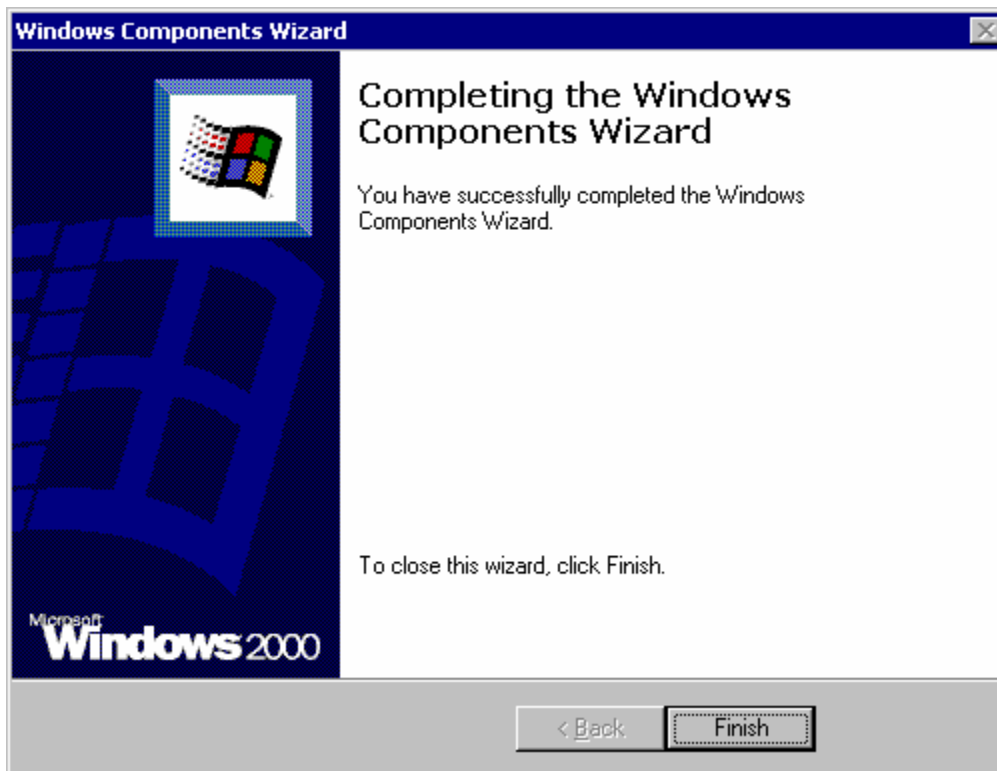 Windows Components Wizard
Completing the Windows
Components Wizard
You have successfully completed the Windows
Components Wizard.
To close this wizard, click Finish.
Microsoft
Windows 2000
< Back
Finish